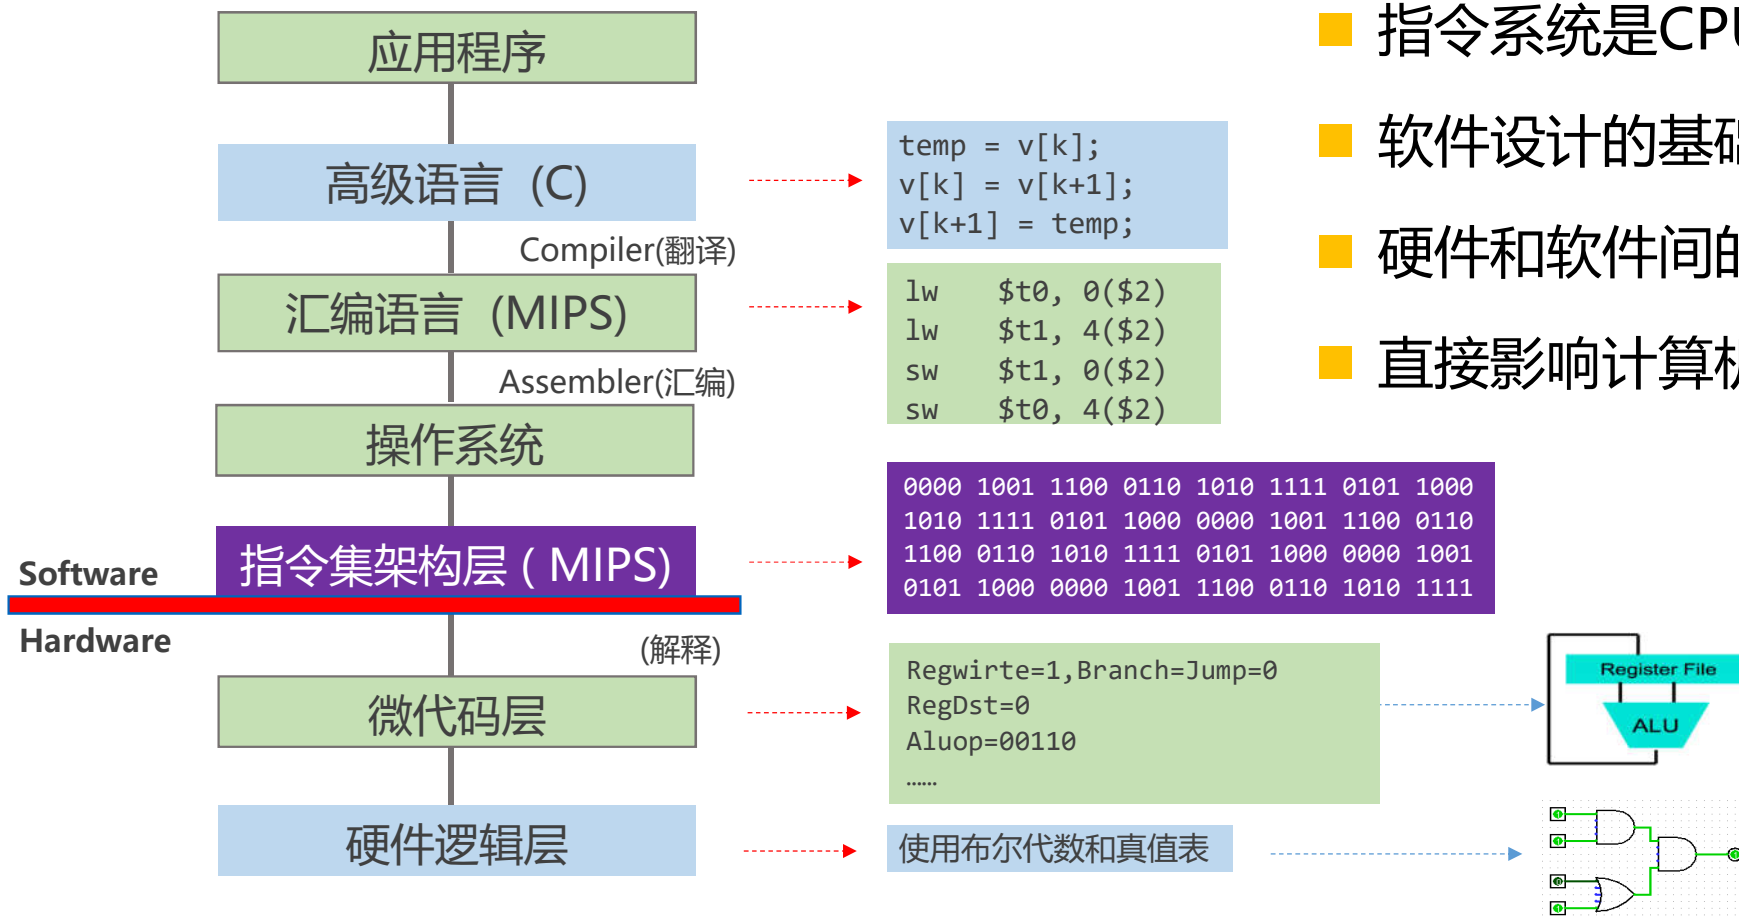 应用程序
高级语言 (C)
Compiler(翻译)
汇编语言 (MIPS)
Assembler(汇编)
操作系统
指令集架构层 ( MIPS)
Software
Hardware
(解释)
微代码层
硬件逻辑层
temp = v[k];
v[k] = v[k+1];
v[k+1] = temp;
lw $t0, 0($2)
lw $t1, 4($2)
sw $t1, 0($2)
sw $t0, 4($2)
0000 1001 1100 0110 1010 1111 0101 1000
1010 1111 0101 1000 0000 1001 1100 0110
1100 0110 1010 1111 0101 1000 0000 1001
0101 1000 0000 1001 1100 0110 1010 1111
Regwirte=1,Branch=Jump=0
RegDst=0
Aluop=00110
……
使用布尔代数和真值表
指令系统是CPU
软件设计的基础
硬件和软件间的
直接影响计算机
Register File
ALU